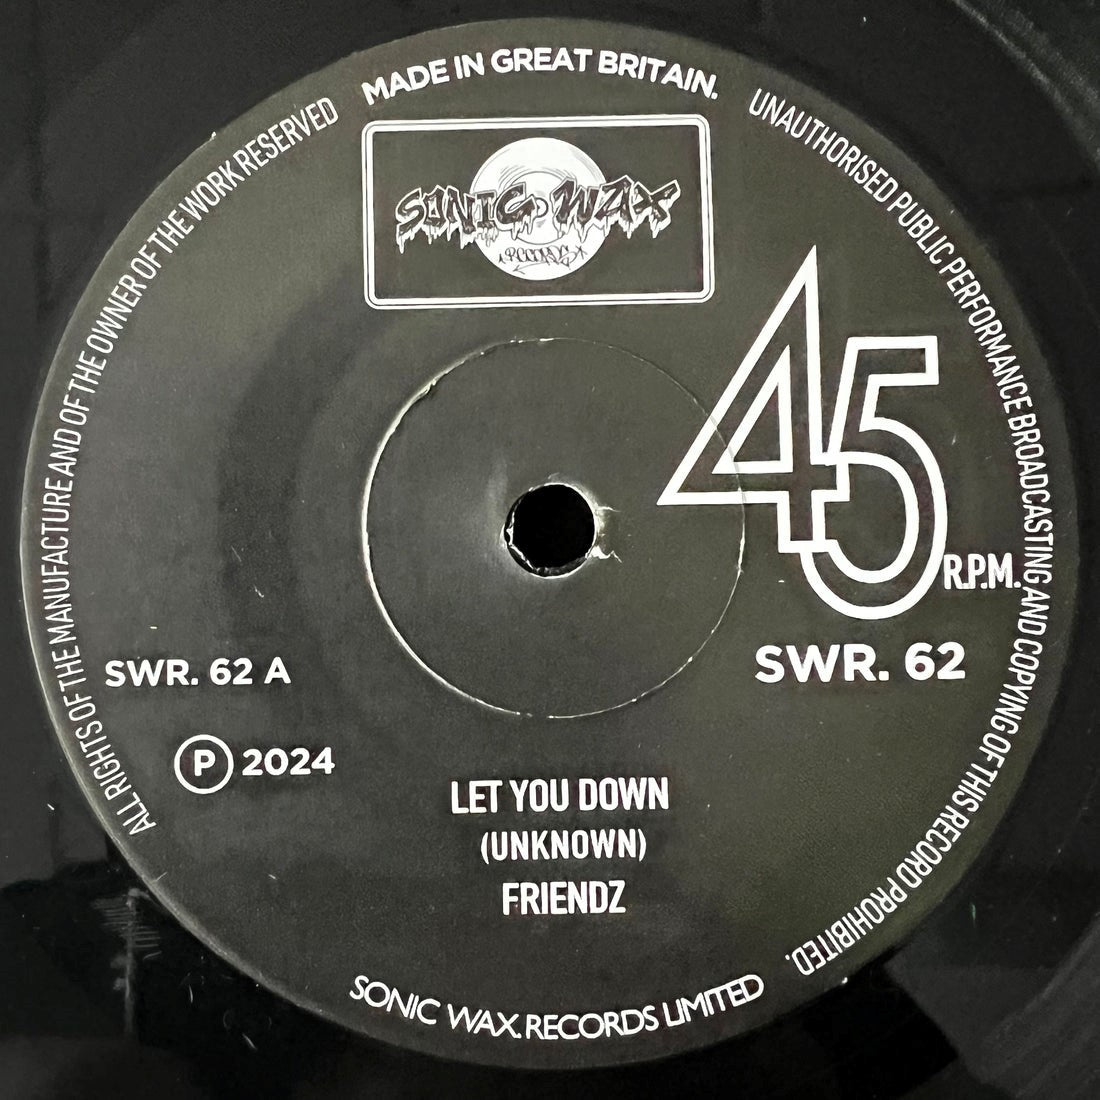 MADE IN GREAT BRITAIN.
UNAUTHORISED PUBLIC PERFORMANCE BROADCASTING AND COPYING OF THIS RECORD PROHIBITED.
ALL RIGHTS OF THE MANUFACTURE AND OF THE OWNER OF THE WORK RESERVED
SONIC WAX
RECORDS
45
R.P.M.
SWR. 62 A
SWR. 62
℗ 2024
LET YOU DOWN
(UNKNOWN)
FRIENDZ
SONIC WAX.RECORDS LIMITED